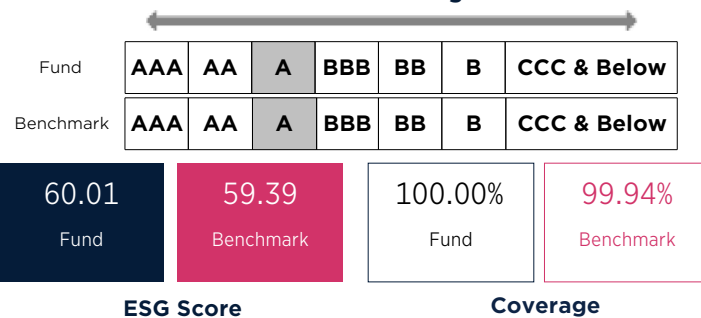 Fund AAA AA A BBB BB B CCC & Below
Benchmark AAA AA A BBB BB B CCC & Below
60.01 59.39 100.00% 99.94%
Fund Benchmark Fund Benchmark
ESG Score Coverage